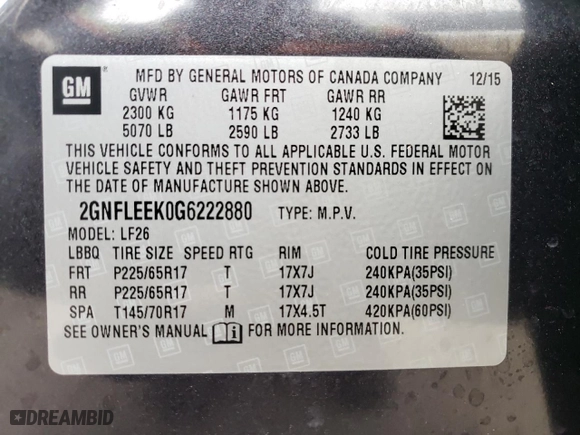 GM
MFD BY GENERAL MOTORS OF CANADA COMPANY 12/15
GVWR GAWR FRT GAWR RR
2300 KG 1175 KG 1240 KG
5070 LB 2590 LB 2733 LB
THIS VEHICLE CONFORMS TO ALL APPLICABLE U.S. FEDERAL MOTOR
VEHICLE SAFETY AND THEFT PREVENTION STANDARDS IN EFFECT ON
THE DATE OF MANUFACTURE SHOWN ABOVE.
2GNFLEEK0G6222880 TYPE: M.P.V.
MODEL: LF26
LBBQ TIRE SIZE SPEED RTG RIM COLD TIRE PRESSURE
FRT P225/65R17 T 17X7J 240KPA(35PSI)
RR P225/65R17 T 17X7J 240KPA(35PSI)
SPA T145/70R17 M 17X4.5T 420KPA(60PSI)
SEE OWNER'S MANUAL FOR MORE INFORMATION.
DREAMBID